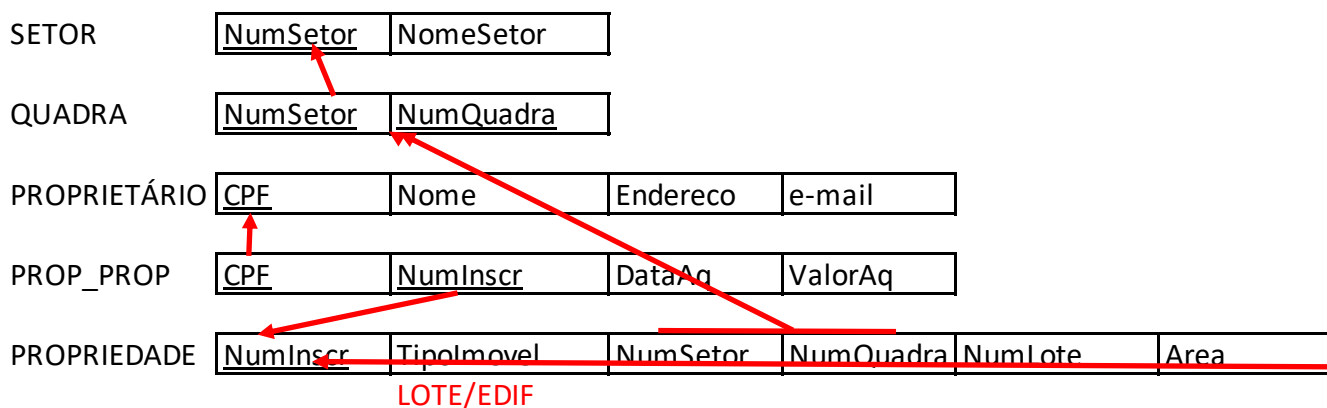 SETOR NumSetor NomeSetor
QUADRA NumSetor NumQuadra
PROPRIETÁRIO CPF Nome Endereco e-mail
PROP_PROP CPF NumInscr DataAq ValorAq
PROPRIEDADE NumInscr TipoImovel NumSetor NumQuadra NumLote Area
LOTE/EDIF